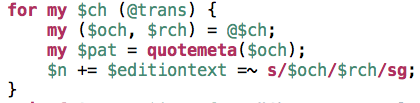 for my $ch (@trans) {
my ($och, $rch) = @$ch;
my $pat = quotemeta($och);
$n += $editiontext =~ s/$och/$rch/sg;
}